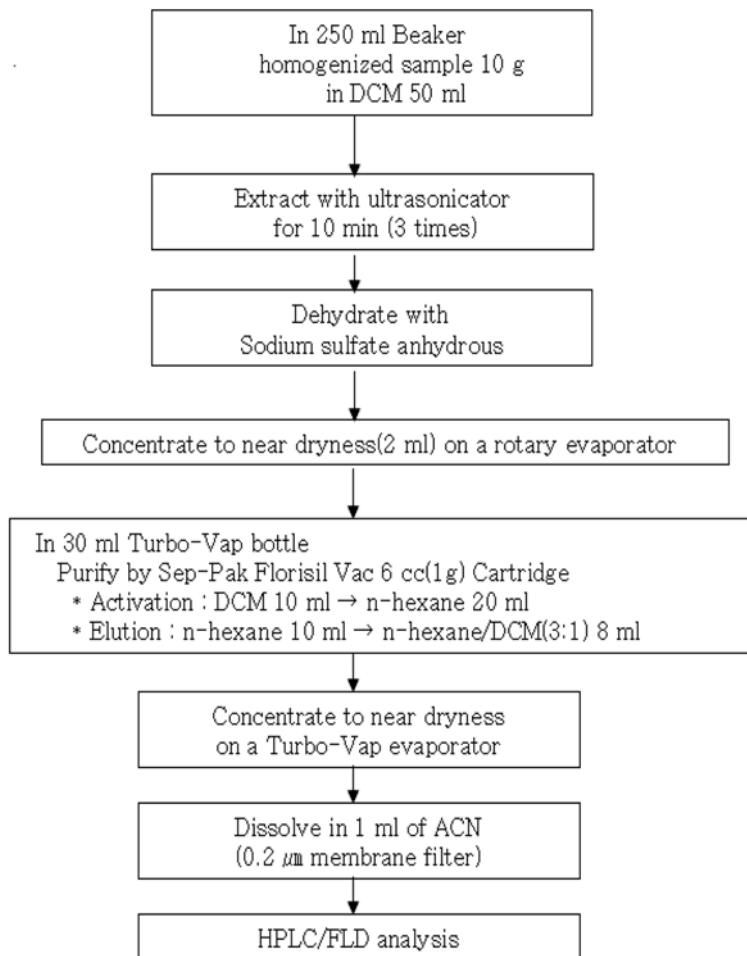 In 250 ml Beaker
homogenized sample 10 g
in DCM 50 ml
Extract with ultrasonicator
for 10 min (3 times)
Dehydrate with
Sodium sulfate anhydrous
Concentrate to near dryness(2 ml) on a rotary evaporator
In 30 ml Turbo-Vap bottle
Purify by Sep-Pak Florisil Vac 6 cc(1g) Cartridge
* Activation : DCM 10 ml → n-hexane 20 ml
* Elution : n-hexane 10 ml → n-hexane/DCM(3:1) 8 ml
Concentrate to near dryness
on a Turbo-Vap evaporator
Dissolve in 1 ml of ACN
(0.2 ㎛ membrane filter)
HPLC/FLD analysis